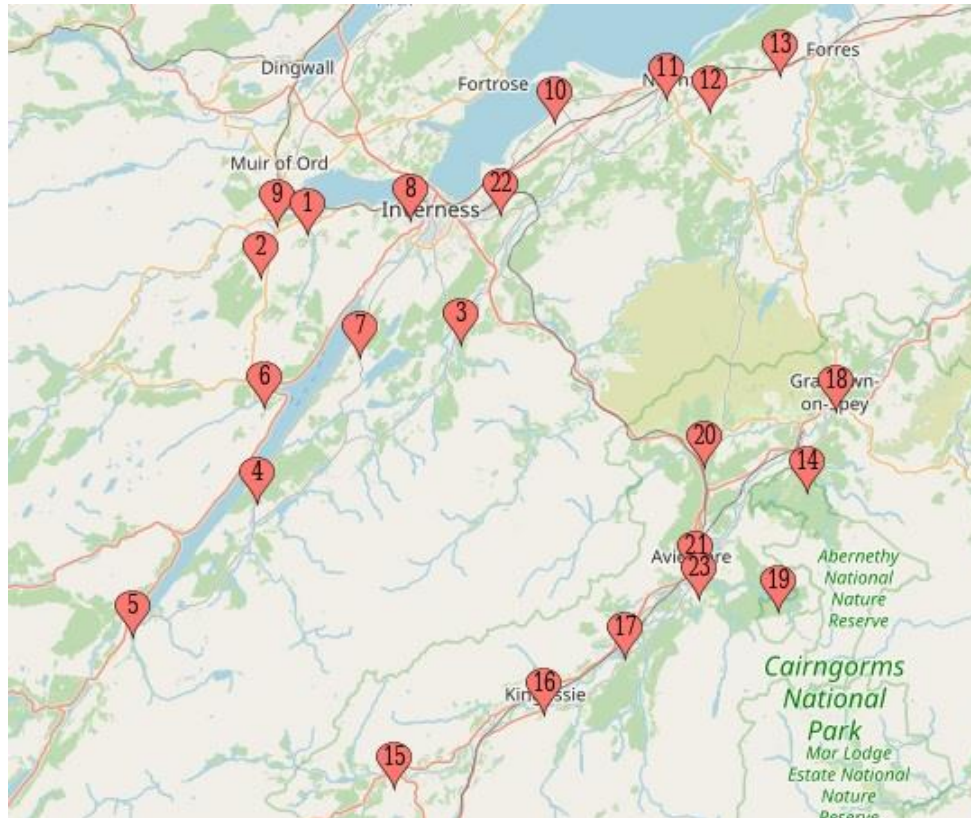 Dingwall
13
Forres
11
Fortrose
12
10
Muir of Ord
9
1
8
22
Inverness
2
3
7
6
18
on-Spey
20
4
14
21
Abernethy
National
Nature
Reserve
23
19
5
17
Cairngorms
National
Park
16
Mar Lodge
Estate National
Nature
Reserve
15